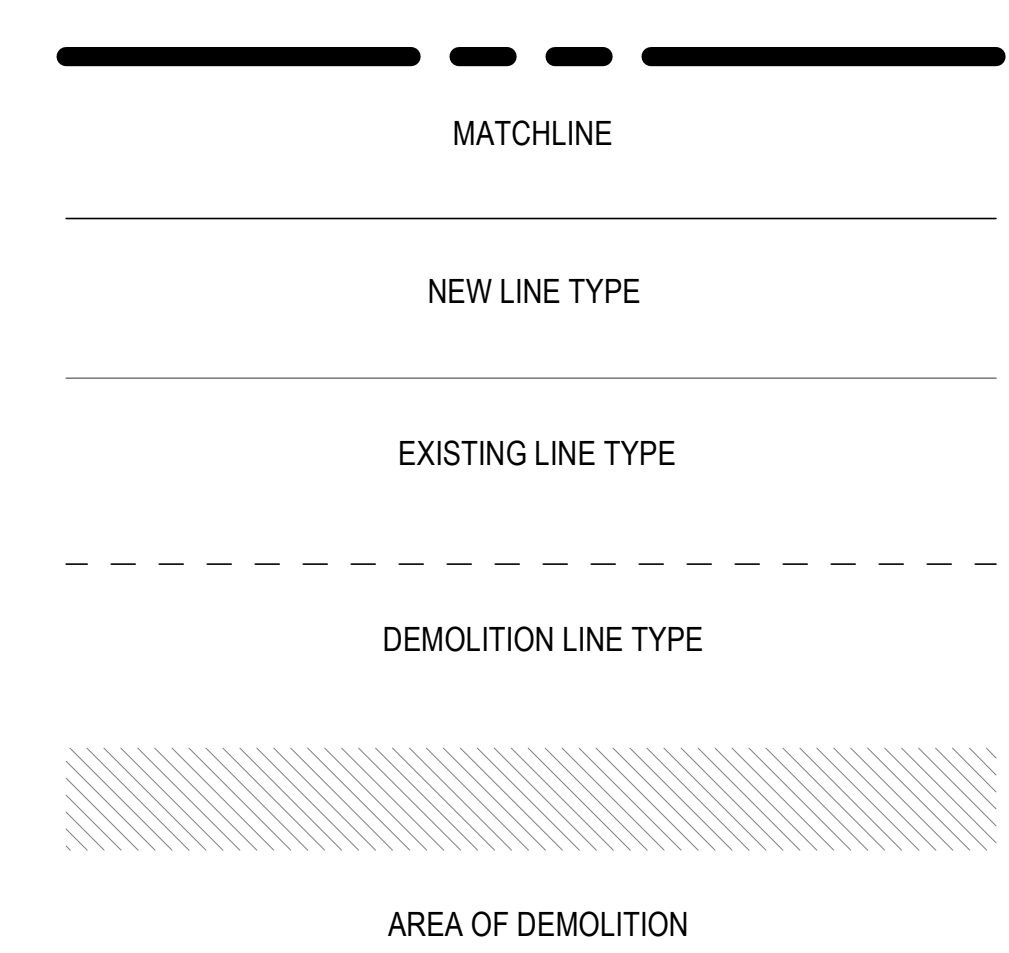 MATCHLINE
NEW LINE TYPE
EXISTING LINE TYPE
DEMOLITION LINE TYPE
AREA OF DEMOLITION